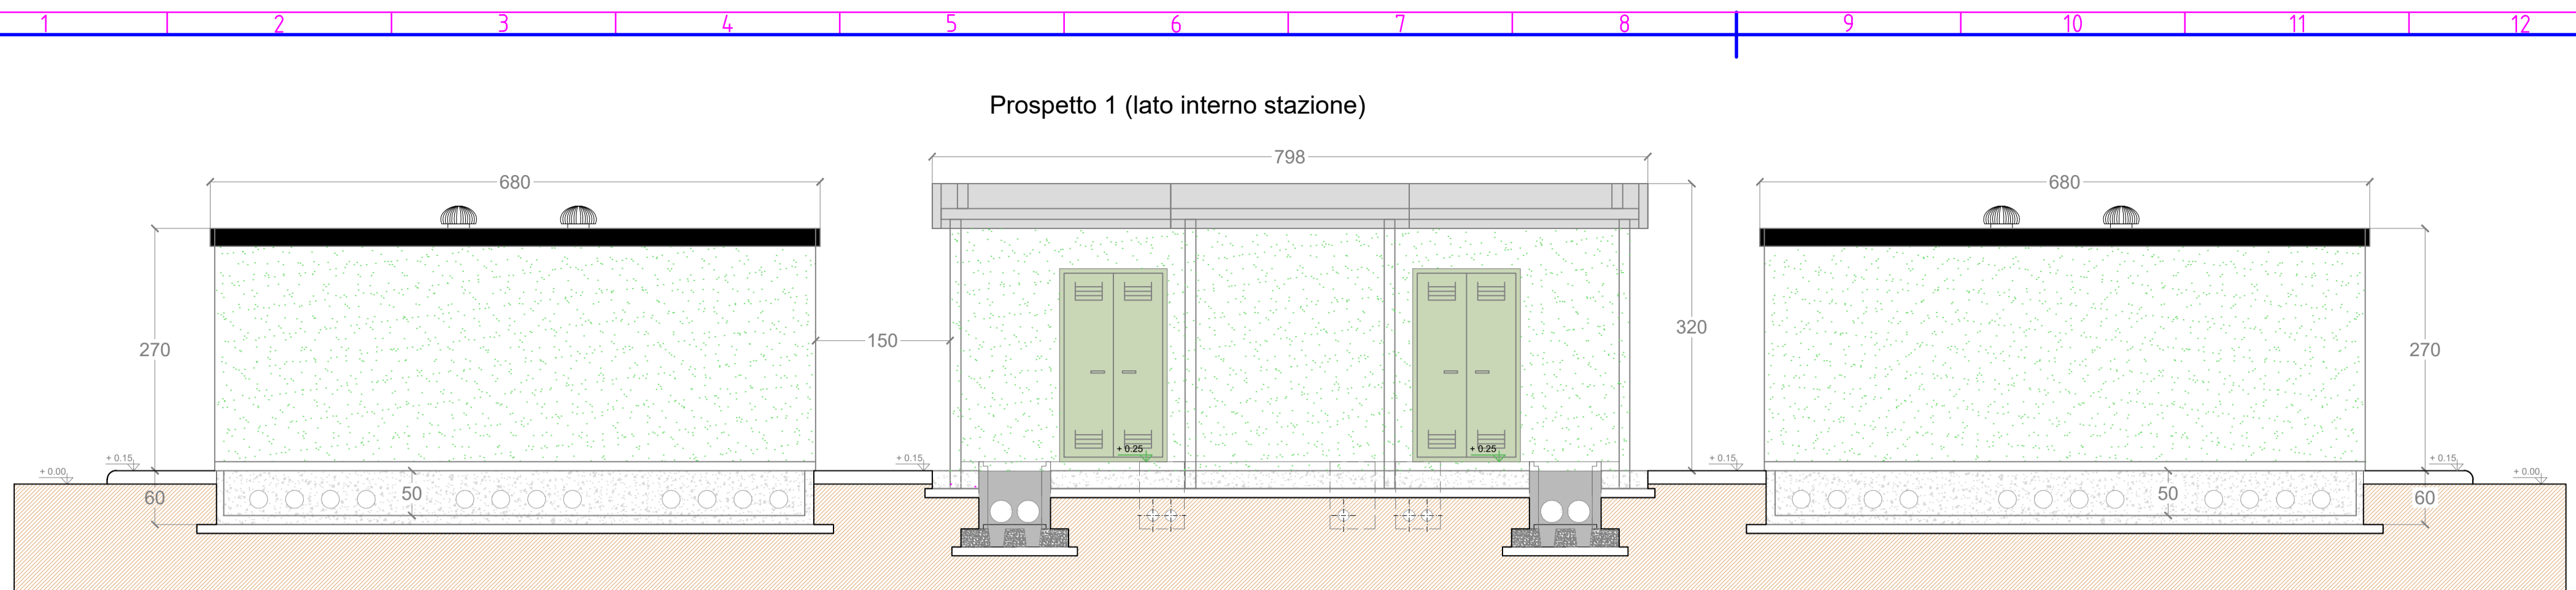 1 2 3 4 5 6 7 8 9 10 11 12
Prospetto 1 (lato interno stazione)
798
680 680
320
150
270 270
+ 0.25 + 0.25
+ 0.15 + 0.15 + 0.15 + 0.15
+ 0.00 + 0.00
60 50 50 60